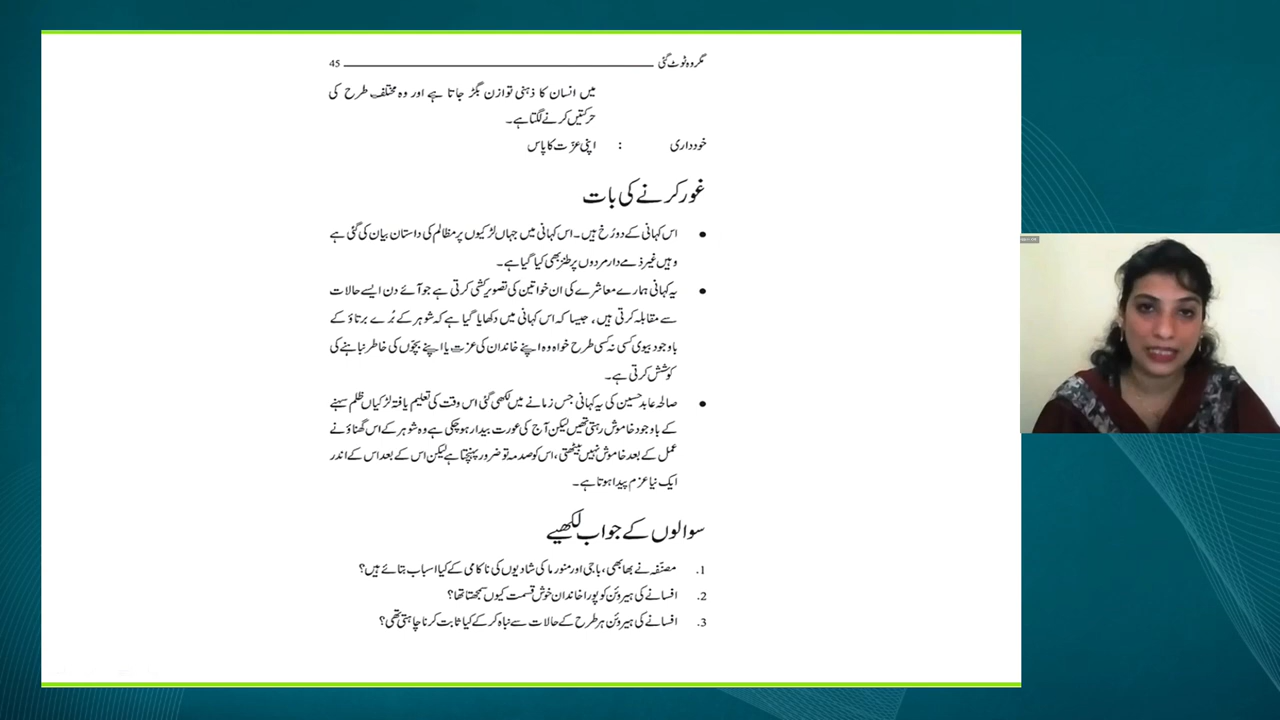 مگر وہ ٹوٹ گئی 45
میں انسان کا ذہنی توازن بگڑ جاتا ہے اور وہ مختلف طرح کی
حرکتیں کرنے لگتا ہے۔
خودداری : اپنی عزّت کا پاس
غور کرنے کی بات
● اس کہانی کے دو رُخ ہیں۔ اس کہانی میں جہاں لڑکیوں پر مظالم کی داستان بیان کی گئی ہے
وہیں غیر ذمے دار مردوں پر طنز بھی کیا گیا ہے۔
● یہ کہانی ہمارے معاشرے کی ان خواتین کی تصویر کشی کرتی ہے جو آئے دن ایسے حالات
سے مقابلہ کرتی ہیں، جیسا کہ اس کہانی میں دکھایا گیا ہے کہ شوہر کے بُرے برتاؤ کے
باوجود بیوی کسی نہ کسی طرح خواہ وہ اپنے خاندان کی عزت یا اپنے بچّوں کی خاطر نباہنے کی
کوشش کرتی ہے۔
● صالحہ عابد حسین کی یہ کہانی جس زمانے میں لکھی گئی اس وقت کی تعلیم یافتہ لڑکیاں ظلم سہنے
کے باوجود خاموش رہتی تھیں لیکن آج کی عورت بیدار ہو چکی ہے وہ شوہر کے اس گھناؤنے
عمل کے بعد خاموش نہیں بیٹھتی، اس کو صدمہ تو ضرور پہنچتا ہے لیکن اس کے بعد اس کے اندر
ایک نیا عزم پیدا ہوتا ہے۔
سوالوں کے جواب لکھیے
1. مصنّفہ نے بھابھی، باجی اور منورما کی شادیوں کی ناکامی کے کیا اسباب بتائے ہیں؟
2. افسانے کی ہیروئن کو پورا خاندان خوش قسمت کیوں سمجھتا تھا؟
3. افسانے کی ہیروئن ہر طرح کے حالات سے نباہ کر کے کیا ثابت کرنا چاہتی تھی؟